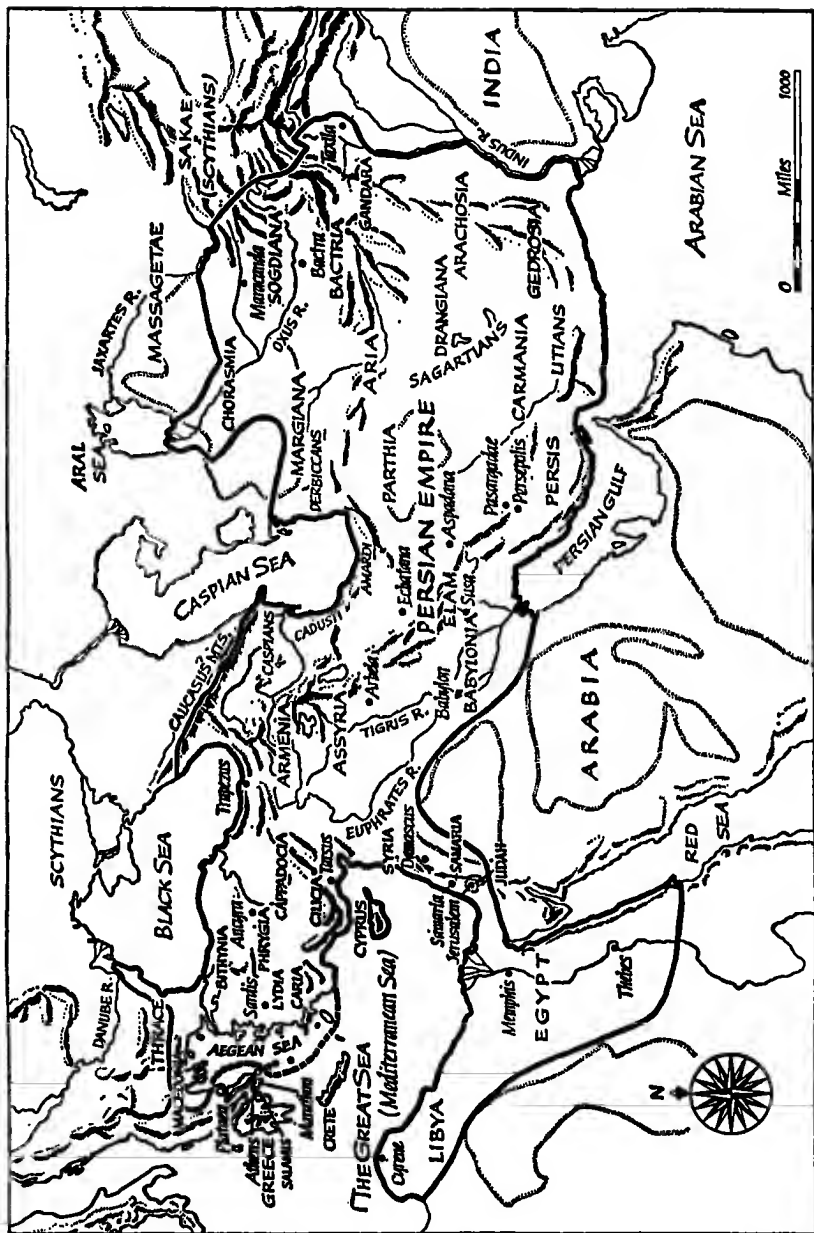 SCYTHIANS
DANUBE R.
THRACE
MACEDONIA
BLACK SEA
CAUCASUS MTS.
CASPIAN SEA
ARAL
SEA
JAXARTES R.
MASSAGETAE
SAKAE
(SCYTHIANS)
CHORASMIA
Maracanda
SOGDIANA
OXUS R.
Bactra
BACTRIA
Taxila
GANDARA
MARGIANA
DERBICCANS
ARIA
PARTHIA
AMARDI
CADUSII
CASPIANS
ARMENIA
Trapezus
BITHYNIA
Ancyra
PHRYGIA
CAPPADOCIA
Sardis
LYDIA
CARIA
CILICIA
Tarsus
AEGEAN SEA
Plataea
Athens
GREECE
SALAMIS
Marathon
CRETE
THE GREAT SEA
(Mediterranean Sea)
CYPRUS
SYRIA
Damascus
EUPHRATES R.
TIGRIS R.
ASSYRIA
Arbela
Ecbatana
PERSIAN EMPIRE
ELAM
Aspadana
Susa
Babylon
BABYLONIA
Pasargadae
Persepolis
PERSIS
SAGARTIANS
DRANGIANA
ARACHOSIA
CARMANIA
UTIANS
GEDROSIA
INDUS R.
INDIA
Cyrene
LIBYA
Samaria
SAMARIA
Jerusalem
JUDAH
Memphis
EGYPT
Thebes
RED
SEA
ARABIA
PERSIAN GULF
ARABIAN SEA
N
0 Miles 1000